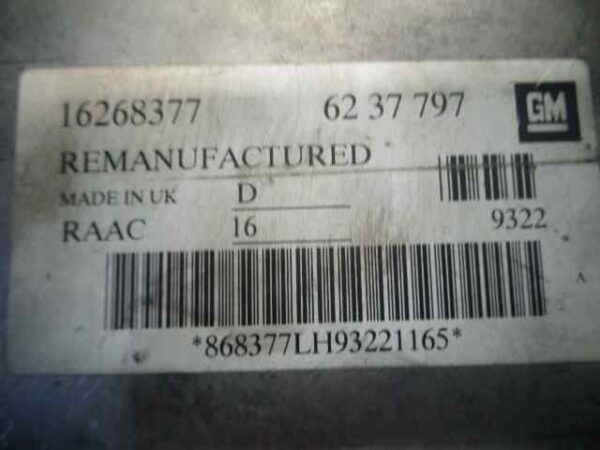 16268377 62 37 797 GM
REMANUFACTURED
MADE IN UK D
RAAC 16 9322
*868377LH93221165*
A